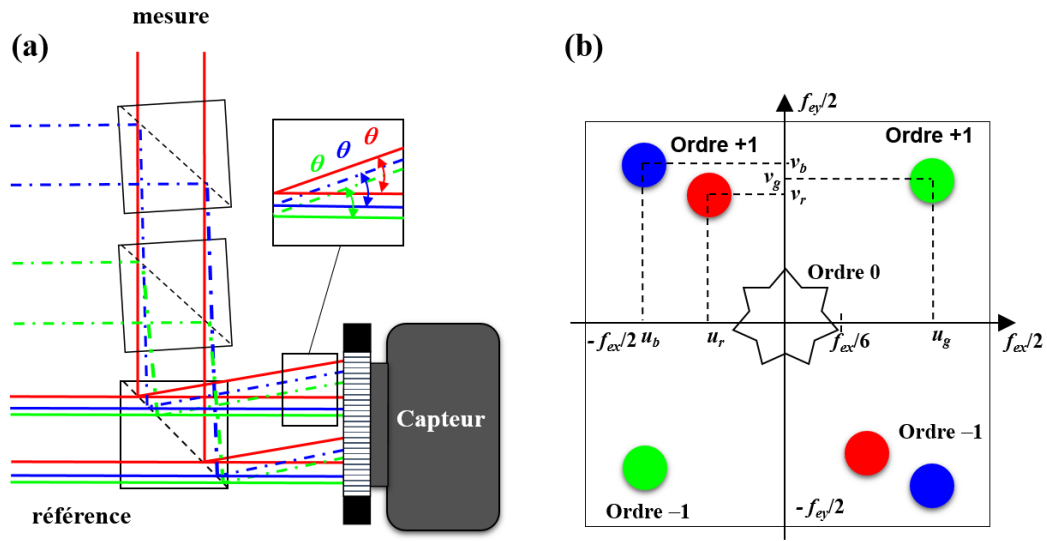 mesure
(a)
θ θ θ
Capteur
référence
(b)
f_ey/2
Ordre +1
Ordre +1
v_b
v_g
v_r
Ordre 0
- f_ex/2
u_b
u_r
f_ex/6
u_g
f_ex/2
Ordre –1
Ordre –1
- f_ey/2